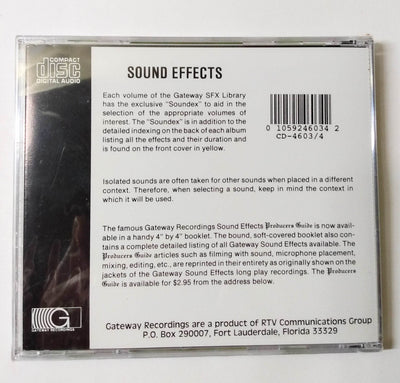 COMPACT
disc
DIGITAL AUDIO
SOUND EFFECTS
Each volume of the Gateway SFX Library
has the exclusive "Soundex" to aid in
the selection of the appropriate volumes of
interest. The "Soundex" is in addition to the
detailed indexing on the back of each album
listing all the effects and their duration and
is found on the front cover in yellow.
0 1059246034 2
CD-4603/4
Isolated sounds are often taken for other sounds when placed in a different
context. Therefore, when selecting a sound, keep in mind the context in
which it will be used.
The famous Gateway Recordings Sound Effects Producers Guide is now
available in a handy 4" by 4" booklet. The bound, soft-covered booklet also con-
tains a complete detailed listing of all Gateway Sound Effects available. The
Producers Guide articles such as filming with sound, microphone placement,
mixing, editing, etc., are reprinted in their entirety as originally shown on the
jackets of the Gateway Sound Effects long play recordings. The Producers
Guide is available for $2.95 from the address below.
G
GATEWAY RECORDINGS
Gateway Recordings are a product of RTV Communications Group
P.O. Box 290007, Fort Lauderdale, Florida 33329